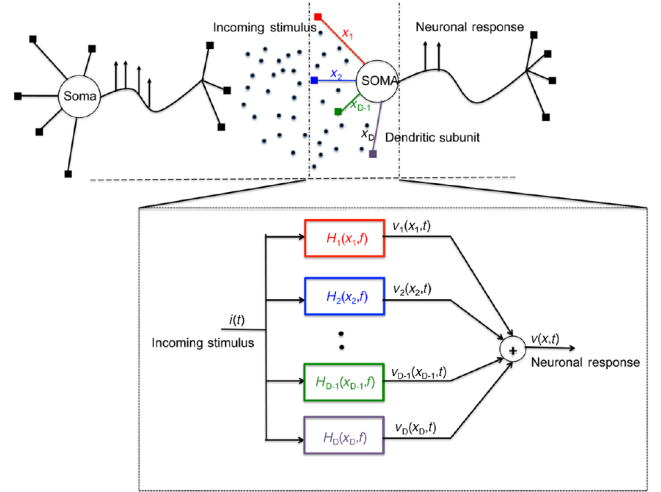 Incoming stimulus
Neuronal response
x1
Soma
x2
SOMA
xD-1
xD
Dendritic subunit
H1(x1,f)
v1(x1,t)
H2(x2,f)
v2(x2,t)
i(t)
Incoming stimulus
+
v(x,t)
Neuronal response
HD-1(xD-1,f)
vD-1(xD-1,t)
HD(xD,f)
vD(xD,t)